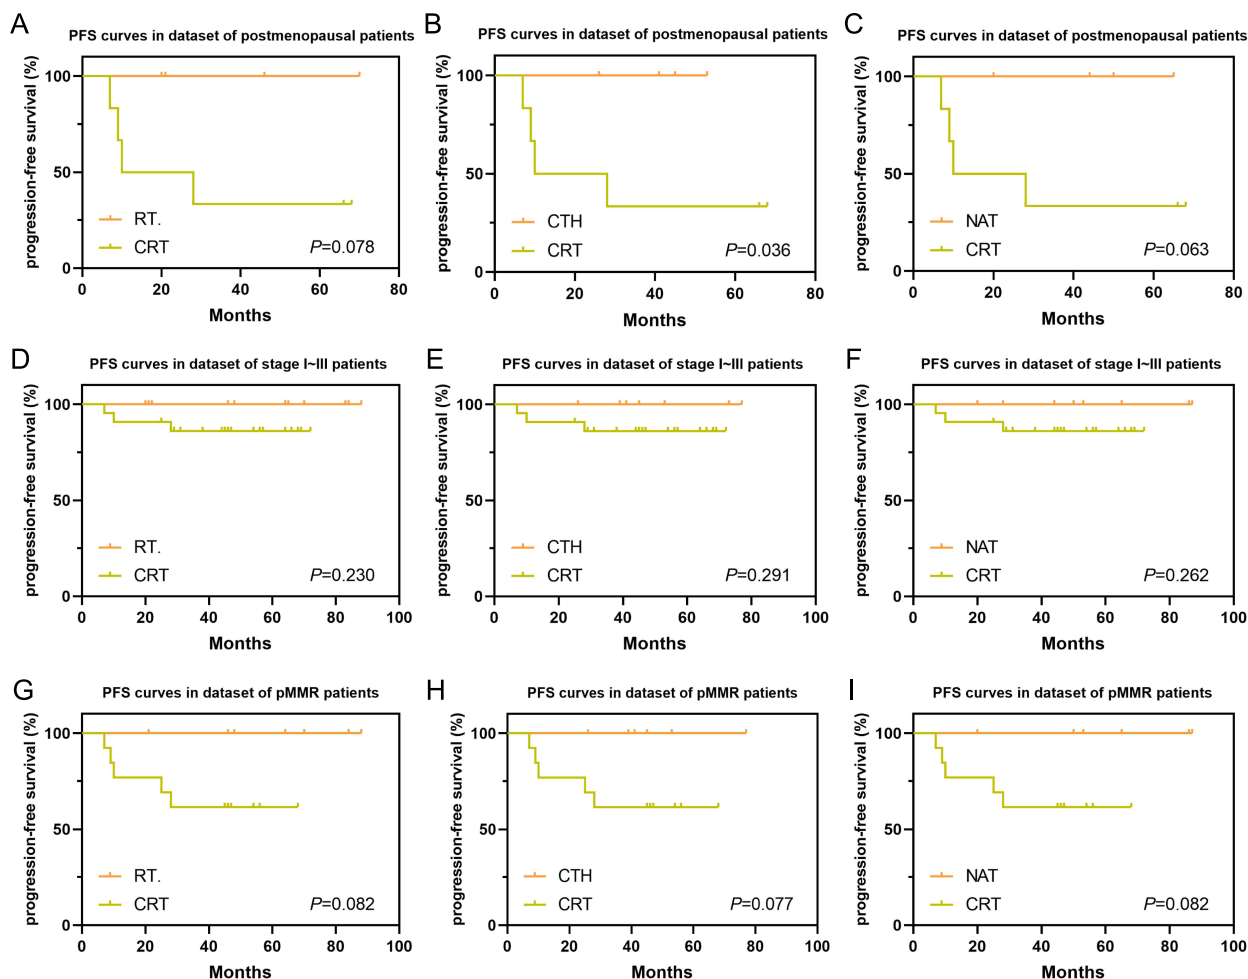 A
PFS curves in dataset of postmenopausal patients
progression-free survival (%)
100
50
0
RT.
CRT
P=0.078
0 20 40 60 80
Months
B
PFS curves in dataset of postmenopausal patients
progression-free survival (%)
100
50
0
CTH
CRT
P=0.036
0 20 40 60 80
Months
C
PFS curves in dataset of postmenopausal patients
progression-free survival (%)
100
50
0
NAT
CRT
P=0.063
0 20 40 60 80
Months
D
PFS curves in dataset of stage I~III patients
progression-free survival (%)
100
50
0
RT.
CRT
P=0.230
0 20 40 60 80 100
Months
E
PFS curves in dataset of stage I~III patients
progression-free survival (%)
100
50
0
CTH
CRT
P=0.291
0 20 40 60 80 100
Months
F
PFS curves in dataset of stage I~III patients
progression-free survival (%)
100
50
0
NAT
CRT
P=0.262
0 20 40 60 80 100
Months
G
PFS curves in dataset of pMMR patients
progression-free survival (%)
100
50
0
RT.
CRT
P=0.082
0 20 40 60 80 100
Months
H
PFS curves in dataset of pMMR patients
progression-free survival (%)
100
50
0
CTH
CRT
P=0.077
0 20 40 60 80 100
Months
I
PFS curves in dataset of pMMR patients
progression-free survival (%)
100
50
0
NAT
CRT
P=0.082
0 20 40 60 80 100
Months